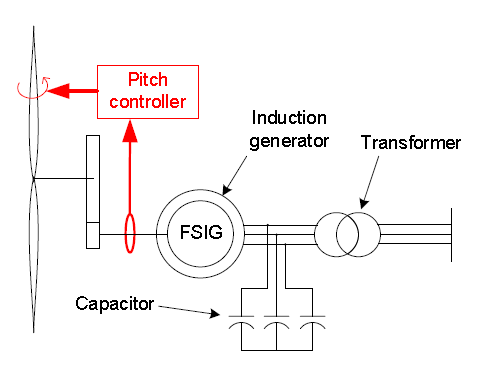 Pitch
controller
Induction
generator
Transformer
FSIG
Capacitor